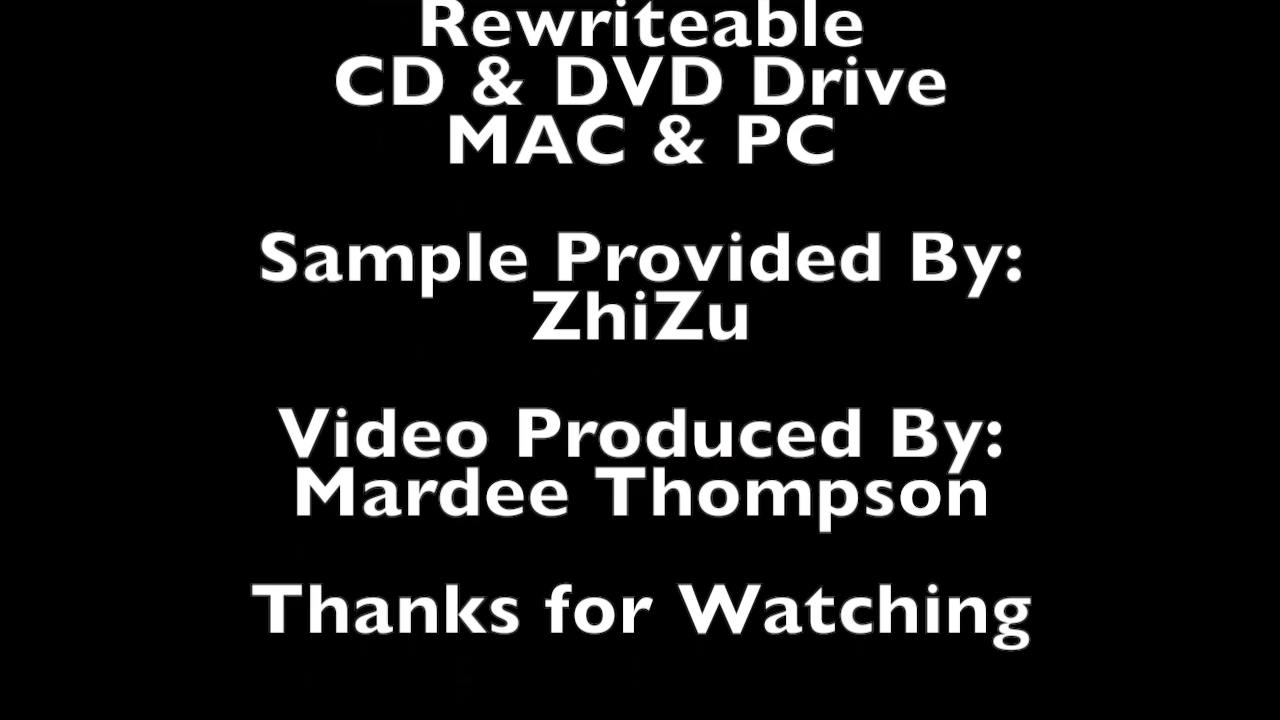 Rewriteable
CD & DVD Drive
MAC & PC
Sample Provided By:
ZhiZu
Video Produced By:
Mardee Thompson
Thanks for Watching